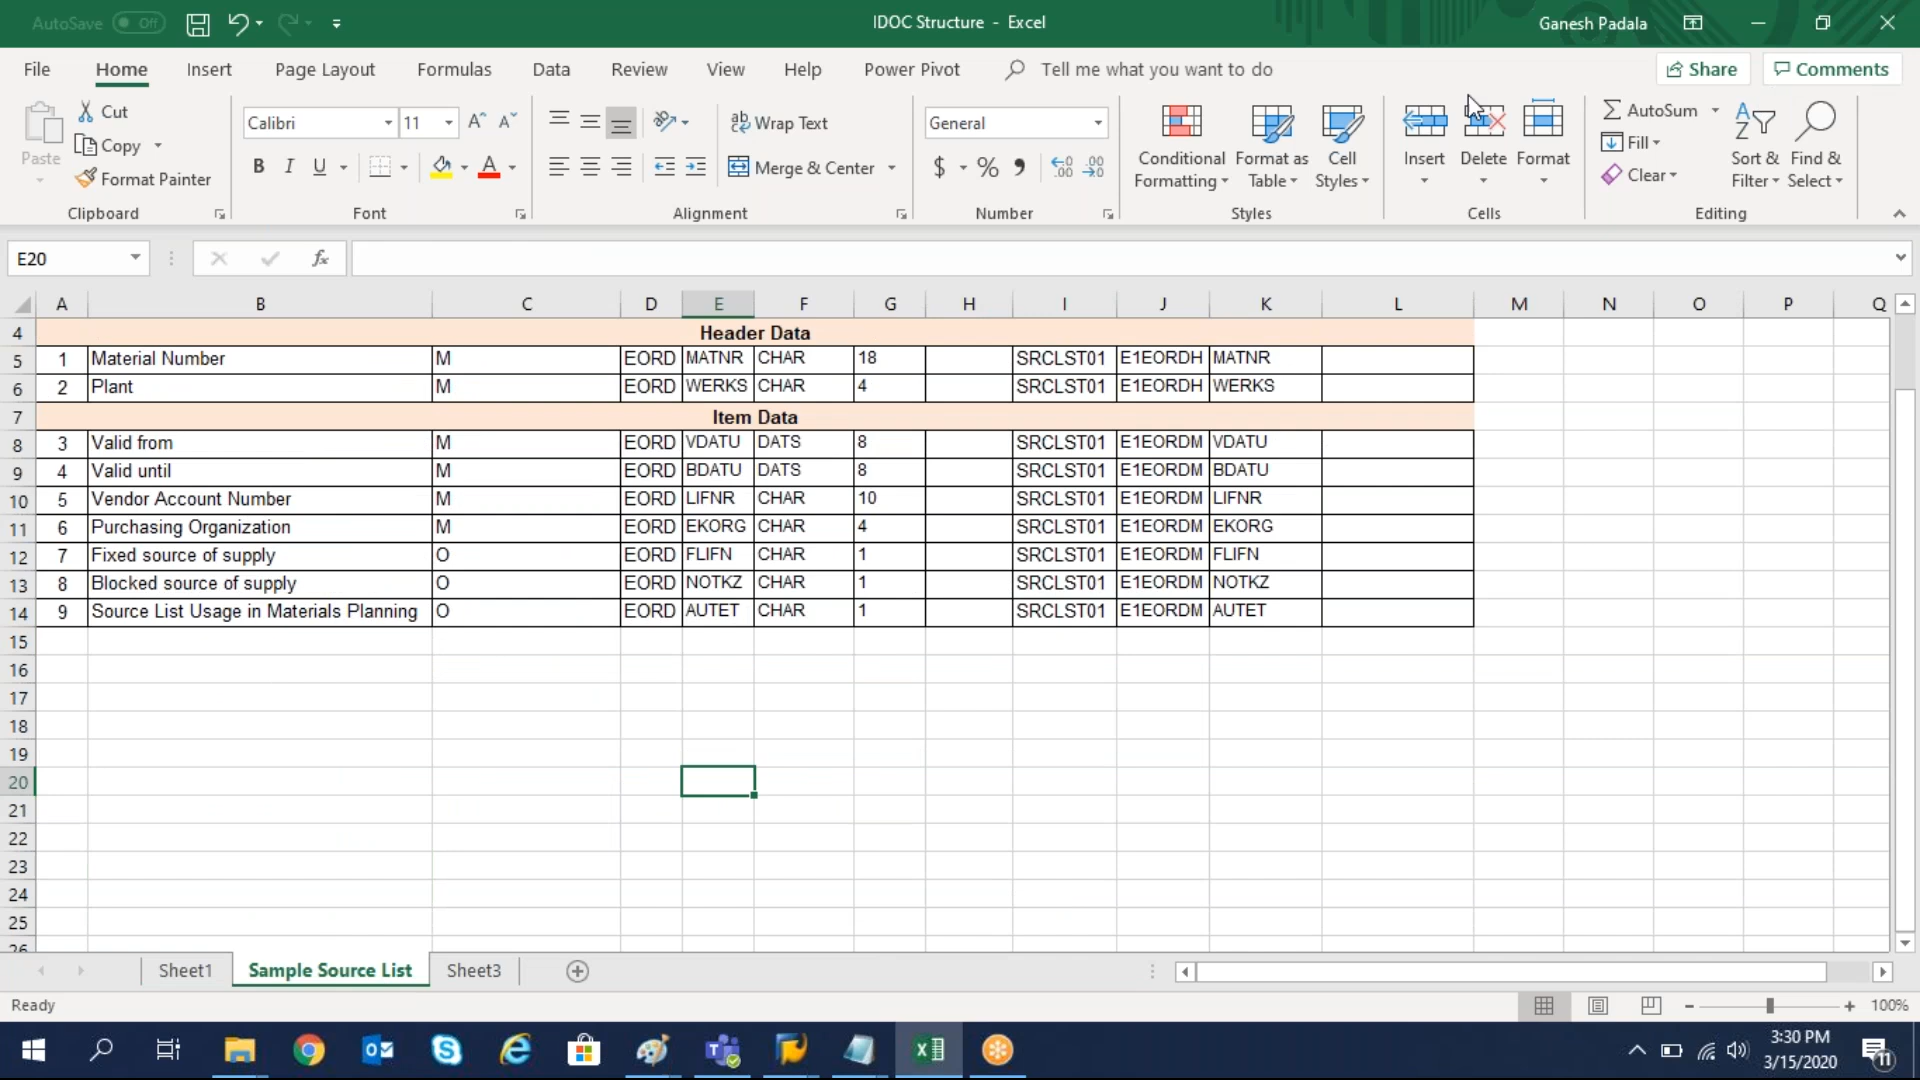 AutoSave Off IDOC Structure - Excel Ganesh Padala
File Home Insert Page Layout Formulas Data Review View Help Power Pivot Tell me what you want to do Share Comments
Paste Cut Copy Format Painter Clipboard
Calibri 11 B I U A Font
Wrap Text Merge & Center Alignment
General $ % Number
Conditional Formatting Format as Table Cell Styles Styles
Insert Delete Format Cells
AutoSum Fill Clear Sort & Filter Find & Select Editing
E20 fx
A B C D E F G H I J K L M N O P Q
4 Header Data
5 1 Material Number M EORD MATNR CHAR 18 SRCLST01 E1EORDH MATNR
6 2 Plant M EORD WERKS CHAR 4 SRCLST01 E1EORDH WERKS
7 Item Data
8 3 Valid from M EORD VDATU DATS 8 SRCLST01 E1EORDM VDATU
9 4 Valid until M EORD BDATU DATS 8 SRCLST01 E1EORDM BDATU
10 5 Vendor Account Number M EORD LIFNR CHAR 10 SRCLST01 E1EORDM LIFNR
11 6 Purchasing Organization M EORD EKORG CHAR 4 SRCLST01 E1EORDM EKORG
12 7 Fixed source of supply O EORD FLIFN CHAR 1 SRCLST01 E1EORDM FLIFN
13 8 Blocked source of supply O EORD NOTKZ CHAR 1 SRCLST01 E1EORDM NOTKZ
14 9 Source List Usage in Materials Planning O EORD AUTET CHAR 1 SRCLST01 E1EORDM AUTET
15
16
17
18
19
20
21
22
23
24
25
26
Sheet1 Sample Source List Sheet3
Ready 100%
3:30 PM
3/15/2020
11